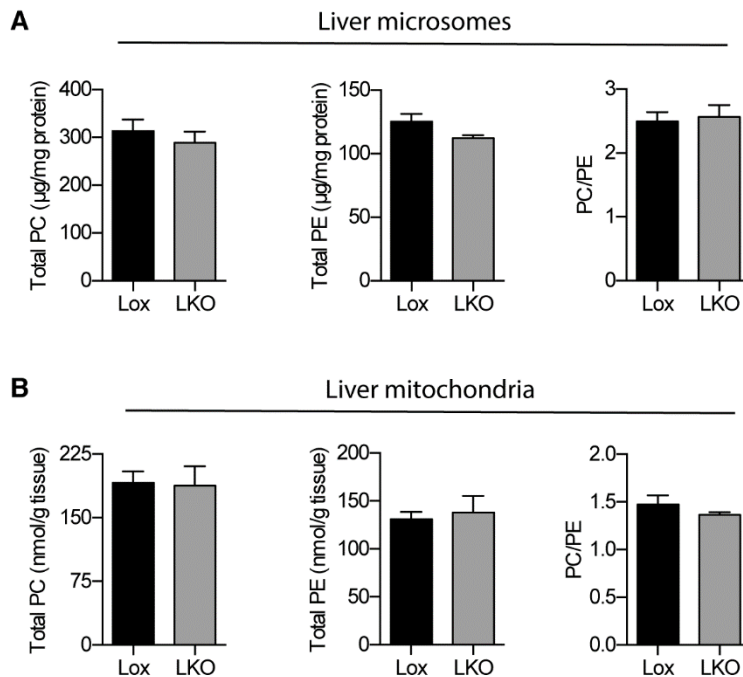 A
Liver microsomes
Total PC (µg/mg protein)
400
300
200
100
0
Lox LKO
Total PE (µg/mg protein)
150
100
50
0
Lox LKO
PC/PE
3
2
1
0
Lox LKO
B
Liver mitochondria
Total PC (nmol/g tissue)
225
150
75
0
Lox LKO
Total PE (nmol/g tissue)
200
150
100
50
0
Lox LKO
PC/PE
2.0
1.5
1.0
0.5
0.0
Lox LKO